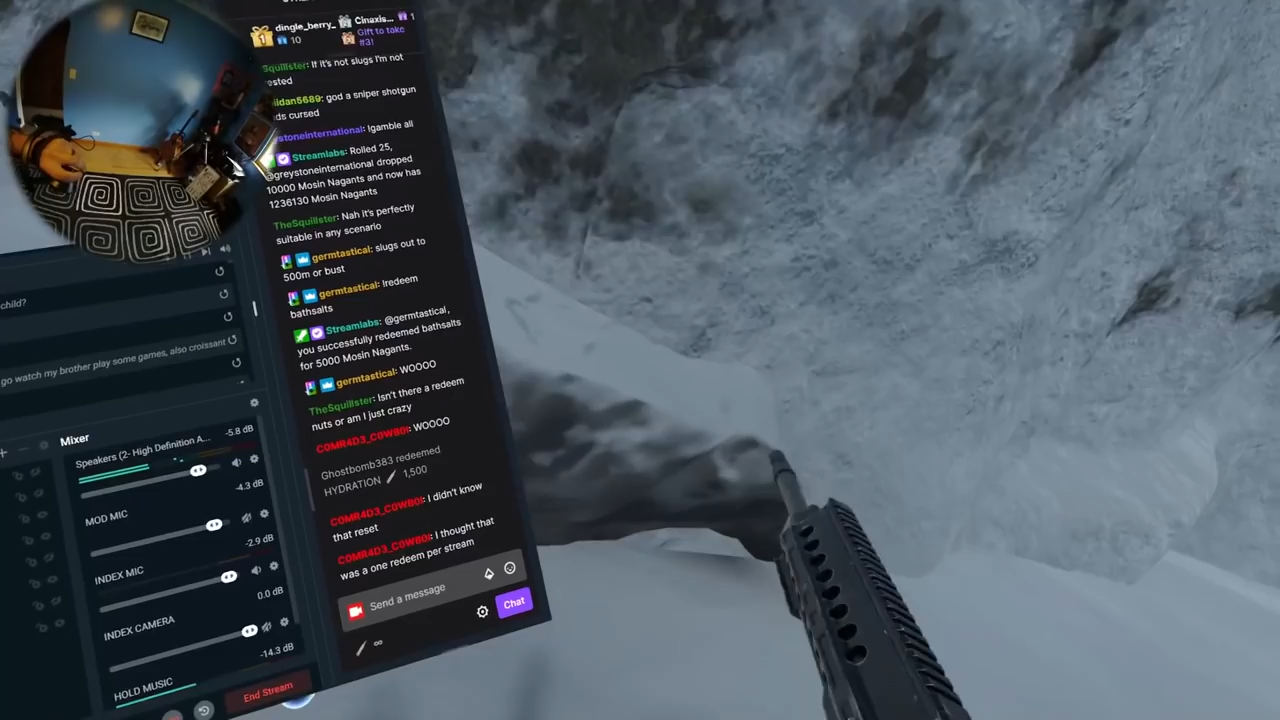 dingle_berry_
10
Cinaxis... 1
Gift to take
#3!
Squillster: If it's not slugs I'm not
god a sniper shotgun
cursed
stoneinternational: !gamble all
Streamlabs: Rolled 25,
@greystoneinternational dropped
10000 Mosin Nagants and now has
1236130 Mosin Nagants
TheSquillster: Nah it's perfectly
suitable in any scenario
germtastical: slugs out to
500m or bust
germtastical: !redeem
bathsalts
Streamlabs: @germtastical,
you successfully redeemed bathsalts
for 5000 Mosin Nagants.
germtastical: WOOOO
TheSquillster: Isn't there a redeem
nuts or am I just crazy
C0MR4D3_C0WB0I: WOOOO
Ghostbomb383 redeemed
HYDRATION 1,500
C0MR4D3_C0WB0I: I didn't know
that reset
C0MR4D3_C0WB0I: I thought that
was a one redeem per stream
Send a message
Chat
∞
child?
go watch my brother play some games, also croissant
Mixer
Speakers (2- High Definition A... -5.8 dB
-4.3 dB
MOD MIC
-2.9 dB
INDEX MIC
0.0 dB
INDEX CAMERA
-14.3 dB
HOLD MUSIC
End Stream